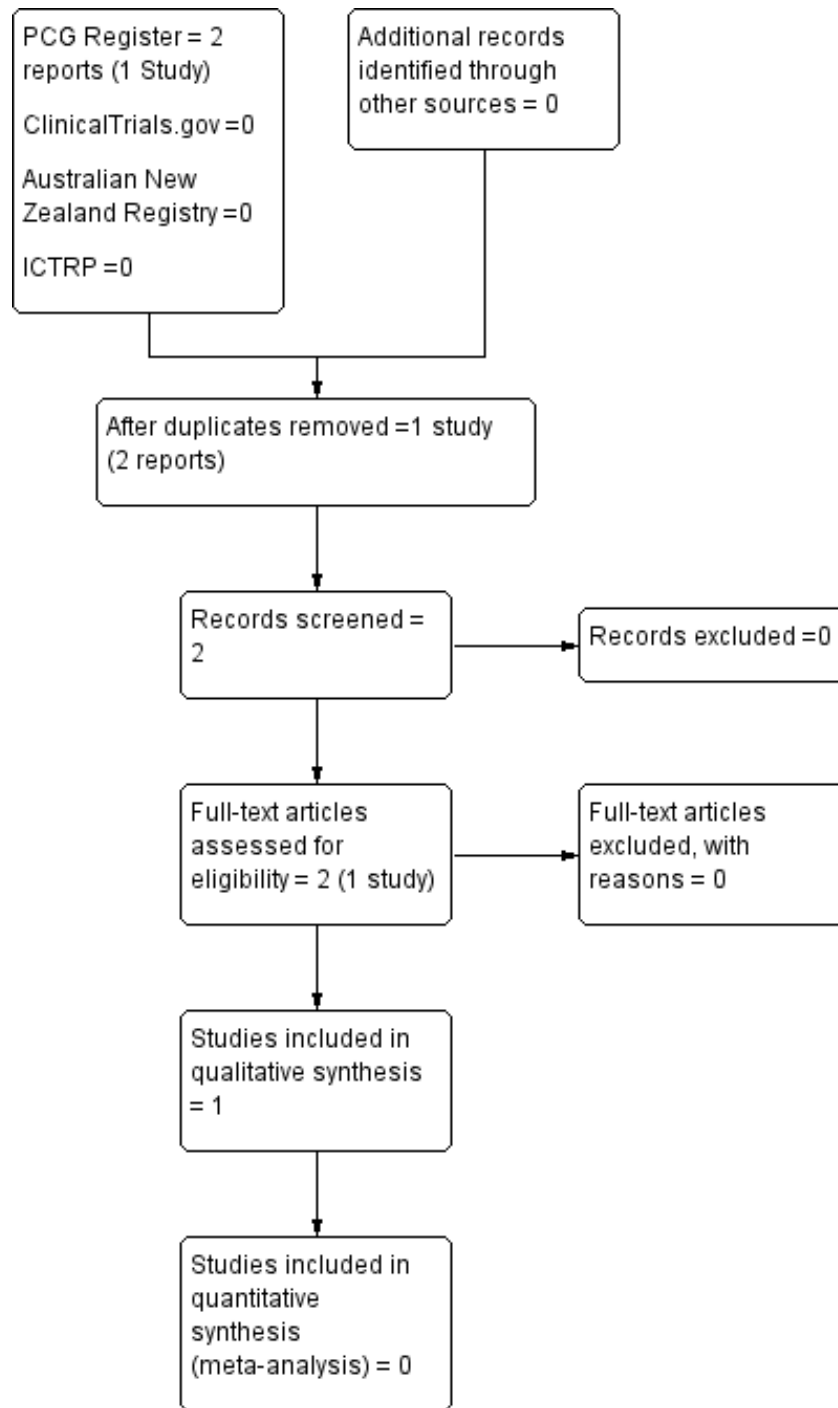 PCG Register = 2
reports (1 Study)
ClinicalTrials.gov =0
Australian New
Zealand Registry =0
ICTRP =0
Additional records
identified through
other sources = 0
After duplicates removed =1 study
(2 reports)
Records screened =
2
Records excluded =0
Full-text articles
assessed for
eligibility = 2 (1 study)
Full-text articles
excluded, with
reasons = 0
Studies included in
qualitative synthesis
= 1
Studies included in
quantitative
synthesis
(meta-analysis) = 0